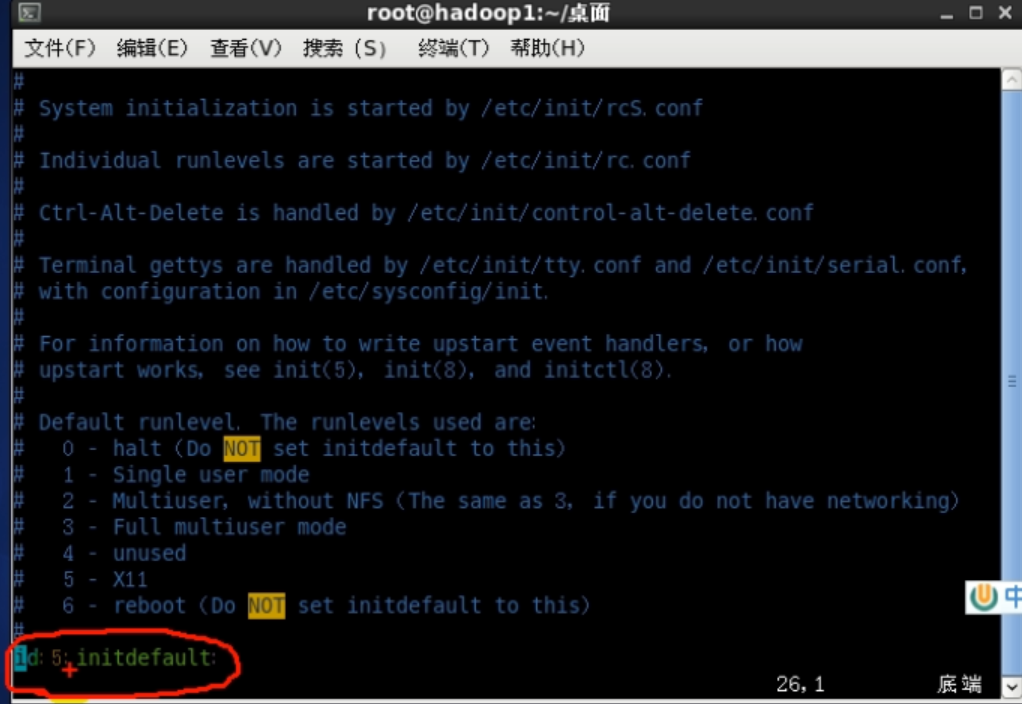 root@hadoop1:~/桌面
文件(F) 编辑(E) 查看(V) 搜索 (S) 终端(T) 帮助(H)
#
# System initialization is started by /etc/init/rcS.conf
#
# Individual runlevels are started by /etc/init/rc.conf
#
# Ctrl-Alt-Delete is handled by /etc/init/control-alt-delete.conf
#
# Terminal gettys are handled by /etc/init/tty.conf and /etc/init/serial.conf,
# with configuration in /etc/sysconfig/init.
#
# For information on how to write upstart event handlers, or how
# upstart works, see init(5), init(8), and initctl(8).
#
# Default runlevel. The runlevels used are:
#   0 - halt (Do NOT set initdefault to this)
#   1 - Single user mode
#   2 - Multiuser, without NFS (The same as 3, if you do not have networking)
#   3 - Full multiuser mode
#   4 - unused
#   5 - X11
#   6 - reboot (Do NOT set initdefault to this)
#
id:5:initdefault:
26,1 底端
中